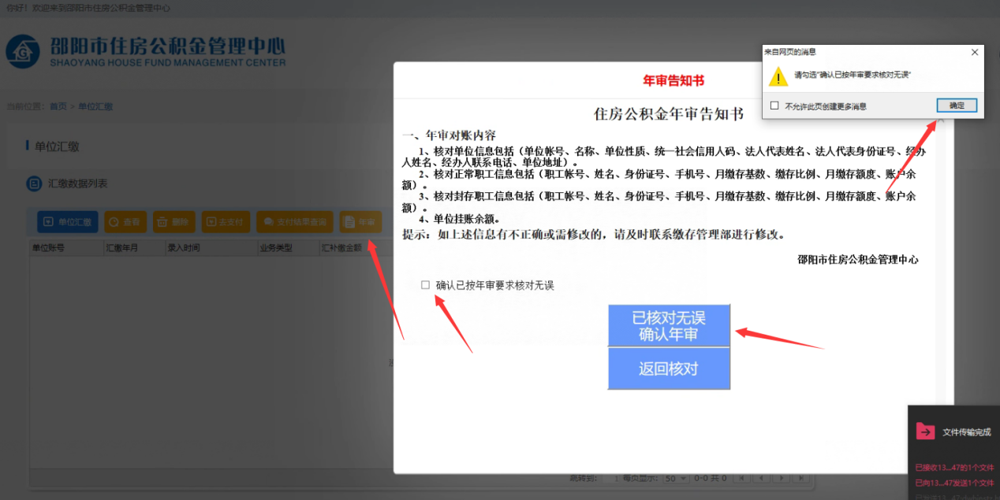 你好！欢迎来到邵阳市住房公积金管理中心
邵阳市住房公积金管理中心
SHAOYANG HOUSE FUND MANAGEMENT CENTER
当前位置：首页 > 单位汇缴
单位汇缴
汇缴数据列表
单位汇缴 查看 删除 去支付 支付结果查询 年审
单位账号 汇缴年月 录入时间 业务类型 汇补缴金额
年审告知书
住房公积金年审告知书
一、年审对账内容
1、核对单位信息包括（单位帐号、名称、单位性质、统一社会信用人码、法人代表姓名、法人代表身份证号、经办
人姓名、经办人联系电话、单位地址）。
2、核对正常职工信息包括（职工帐号、姓名、身份证号、手机号、月缴存基数、缴存比例、月缴存额度、账户余
额）。
3、核对封存职工信息包括（职工帐号、姓名、身份证号、手机号、月缴存基数、缴存比例、月缴存额度、账户余
额）。
4、单位挂账余额。
提示：如上述信息有不正确或需修改的，请及时联系缴存管理部进行修改。
邵阳市住房公积金管理中心
确认已按年审要求核对无误
已核对无误
确认年审
返回核对
来自网页的消息
请勾选"确认已按年审要求核对无误"
不允许此页创建更多消息
确定
跳转到： 1 每页显示： 50 0-0 共 0
文件传输完成
已接收13...47的1个文件
已向13...47发送1个文件